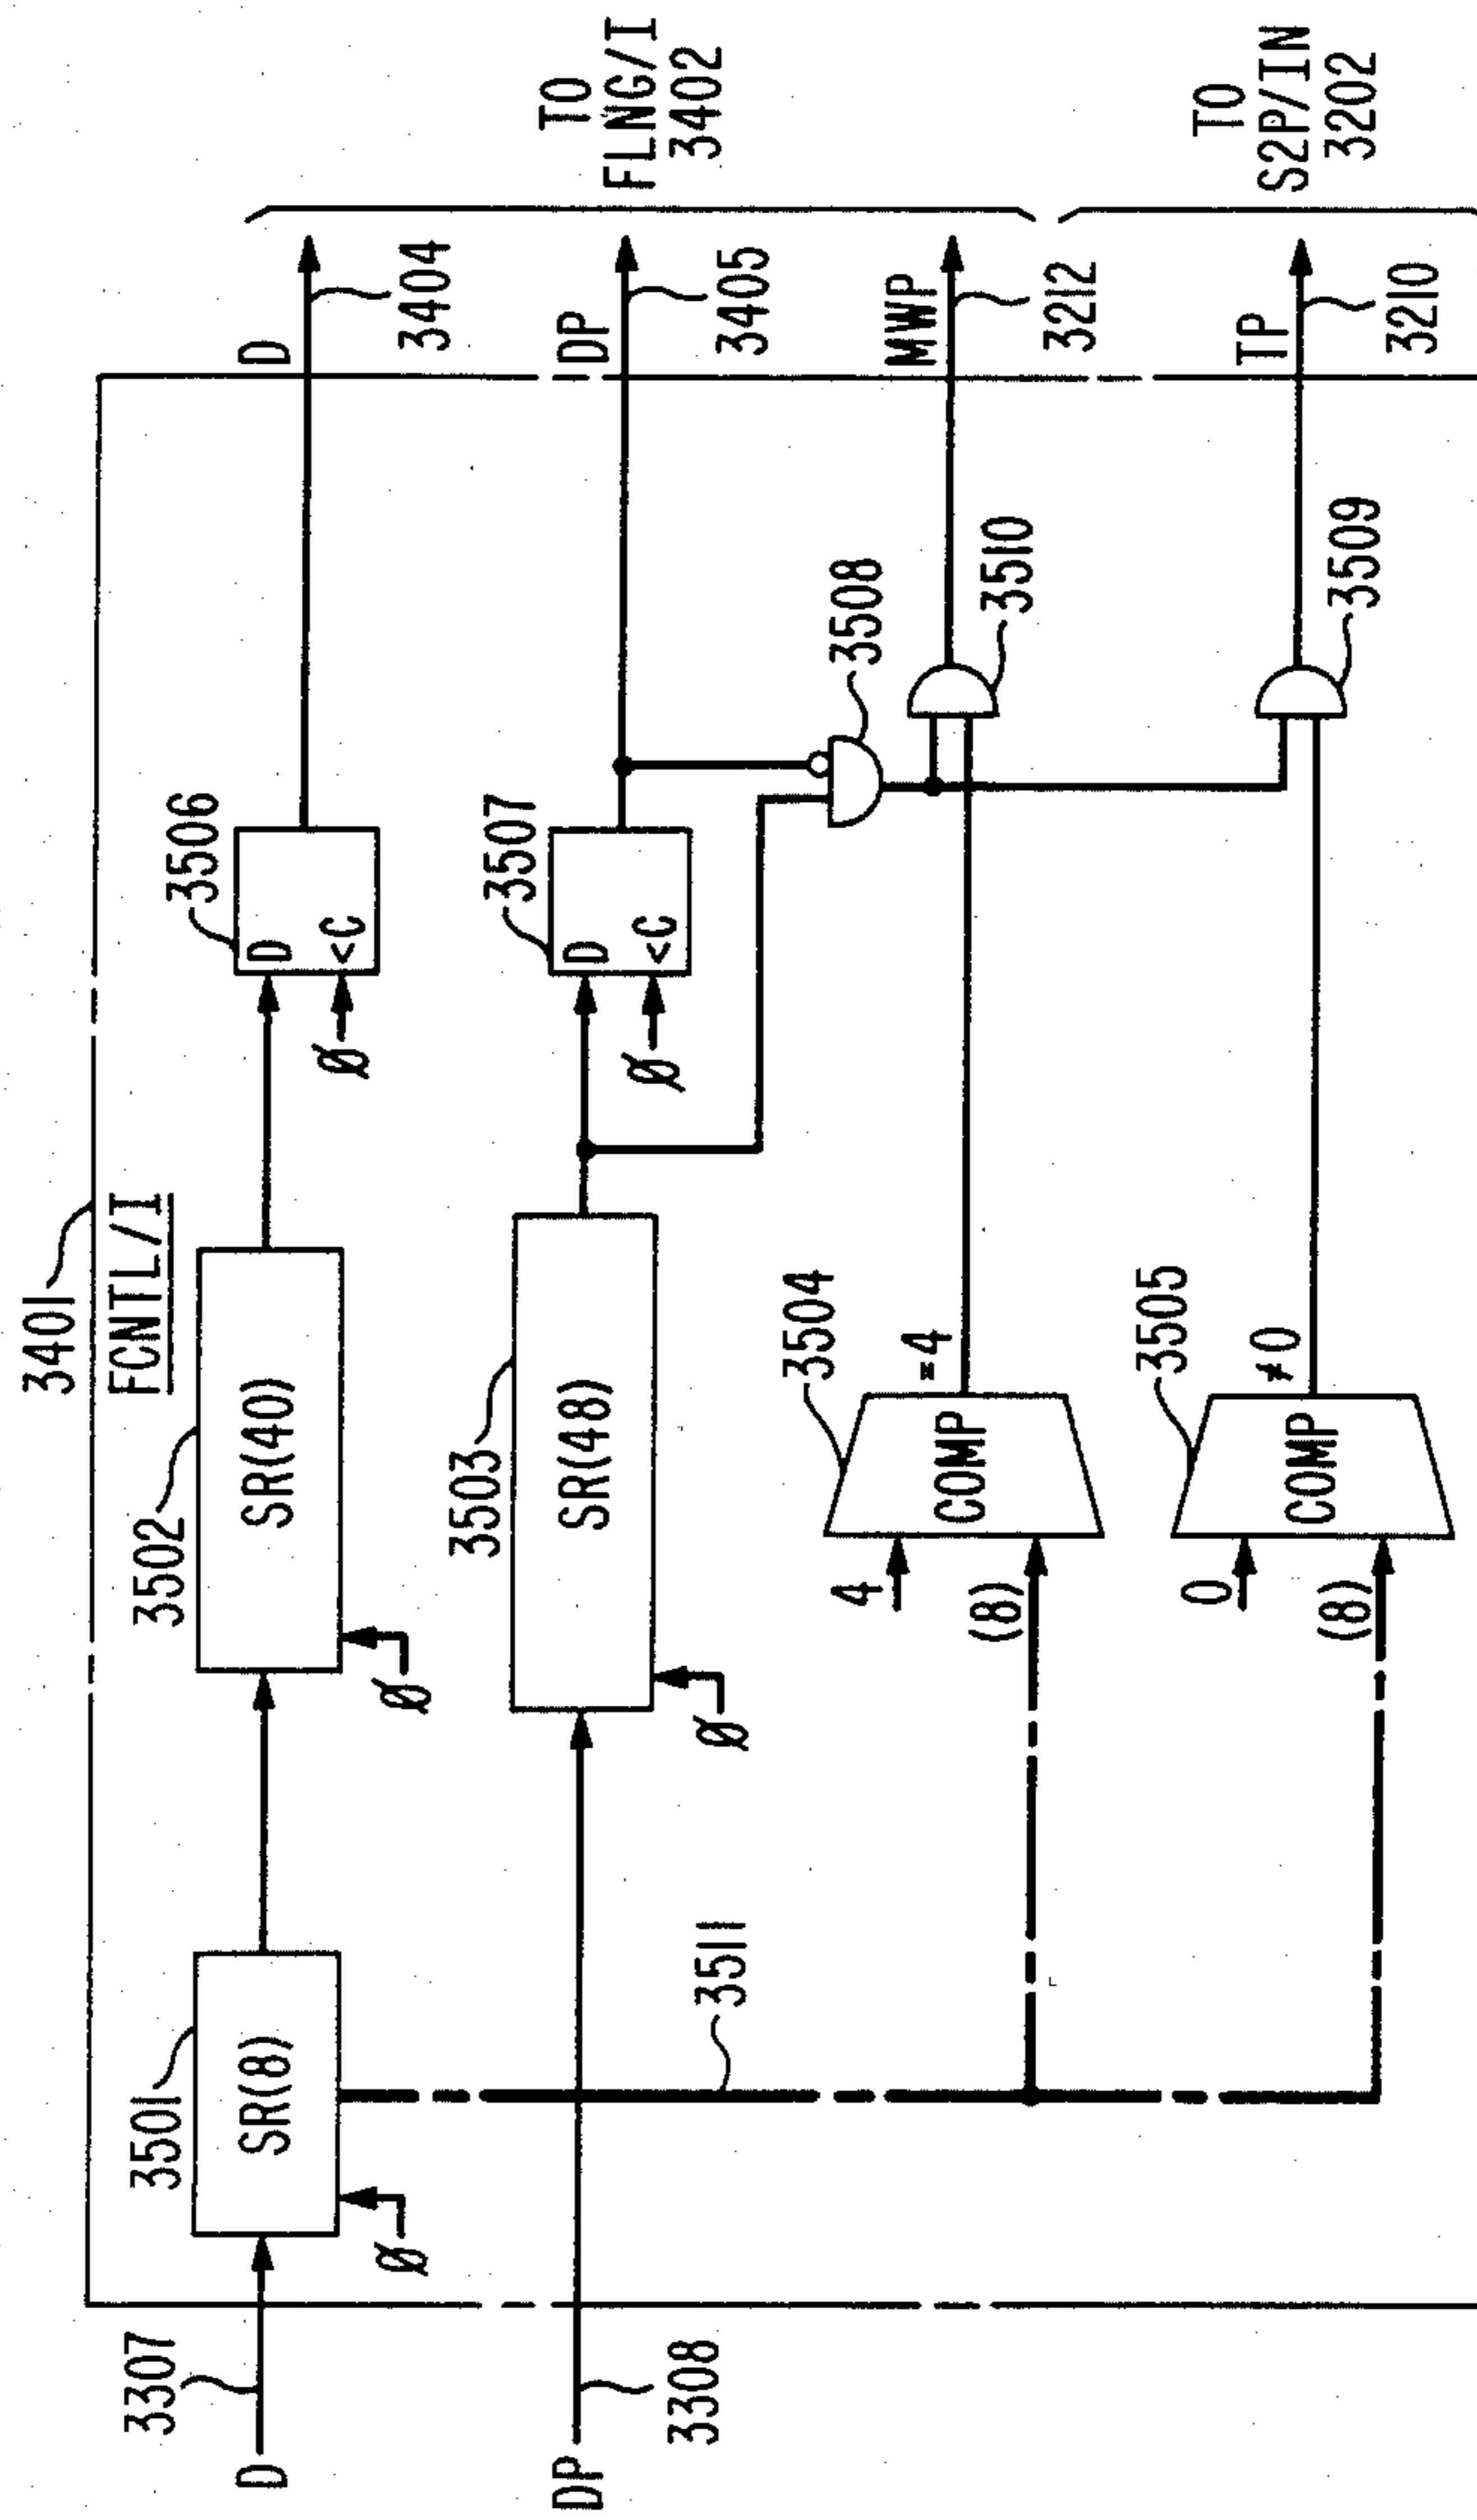 3401
FCNTL/I
D
3307
3501
SR(8)
Ø
3502
SR(40)
Ø
3506
D
<C
Ø
D
3404
DP
3308
3503
SR(48)
Ø
3507
D
<C
Ø
DP
3405
TO
FLNG/I
3402
3511
3508
4
(8)
3504
COMP
=4
3510
MWP
3212
0
(8)
3505
COMP
≠0
3509
TP
3210
TO
S2P/IN
3202